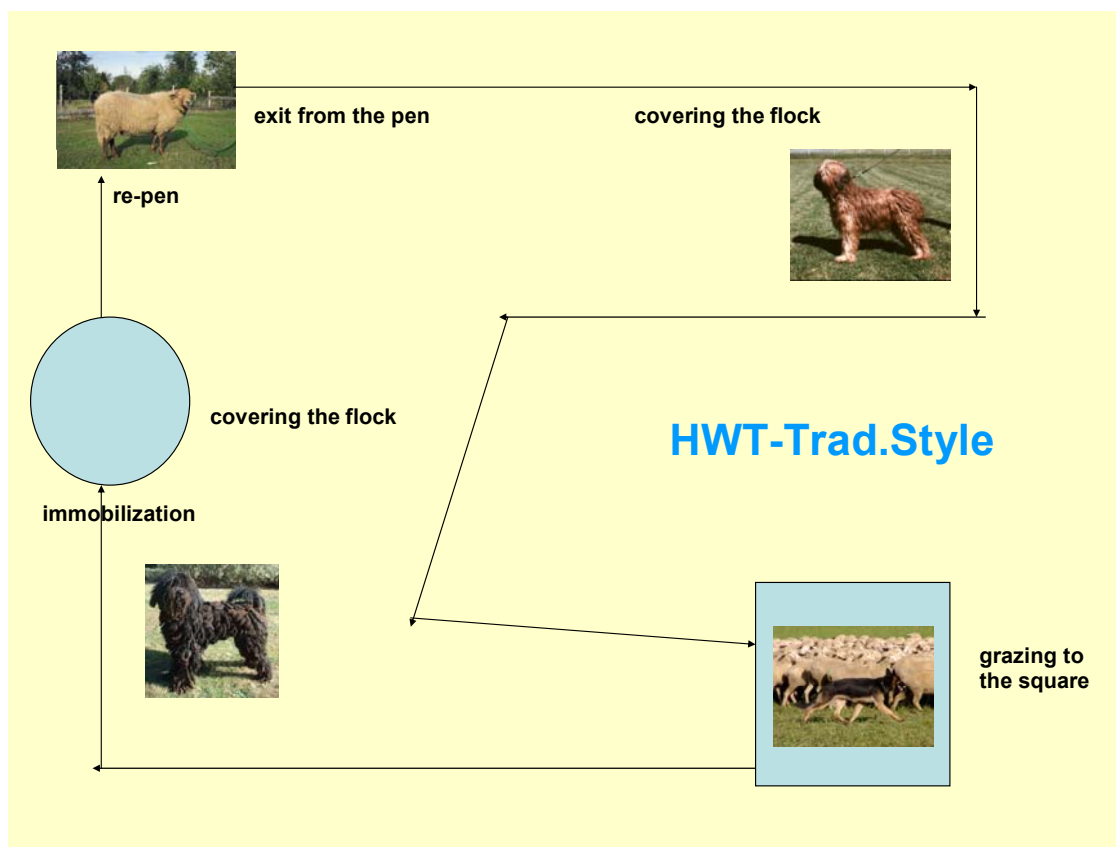 exit from the pen
covering the flock
re-pen
covering the flock
HWT-Trad.Style
immobilization
grazing to
the square